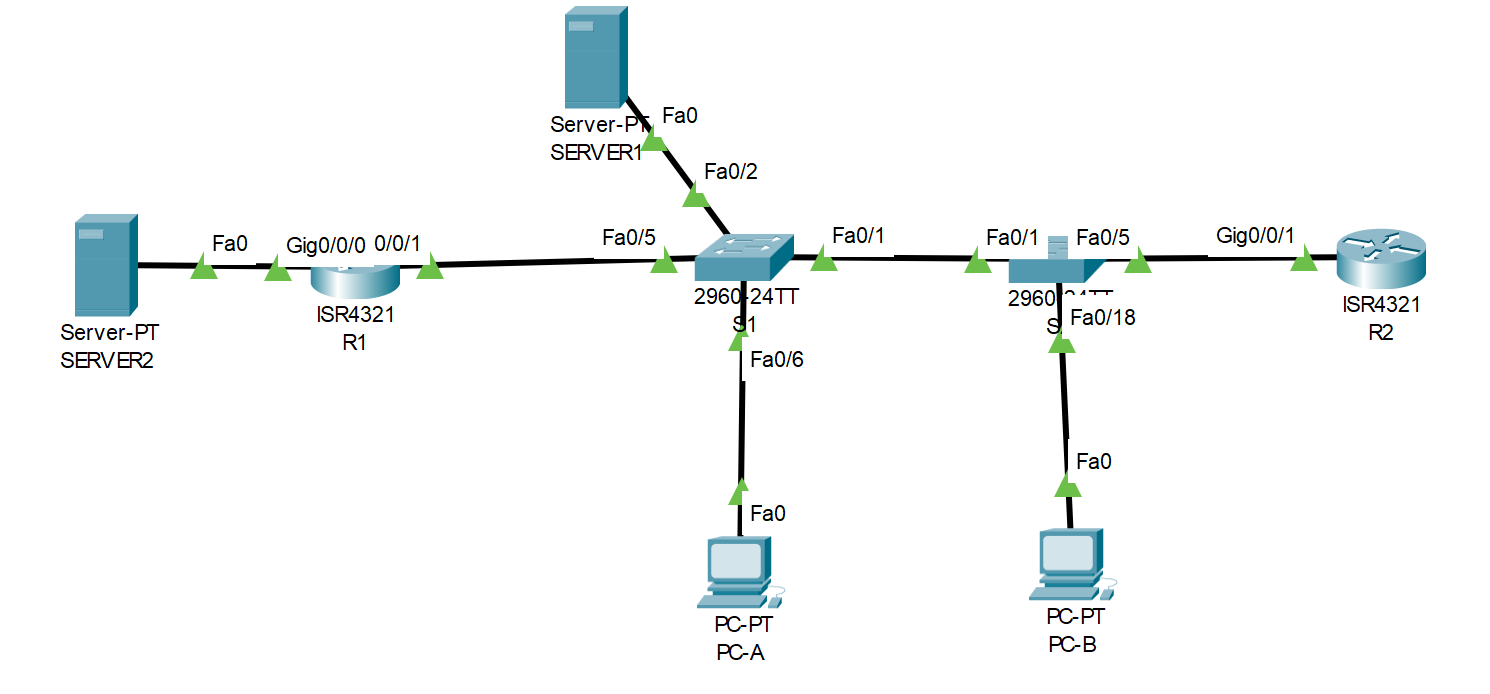 Fa0
Server-PT
SERVER1
Fa0/2
Fa0
Gig0/0/0
0/0/1
Fa0/5
Fa0/1
Fa0/1
Fa0/5
Gig0/0/1
Server-PT
SERVER2
ISR4321
R1
2960-24TT
S1
2960-24TT
Fa0/18
ISR4321
R2
Fa0/6
Fa0
Fa0
PC-PT
PC-A
PC-PT
PC-B